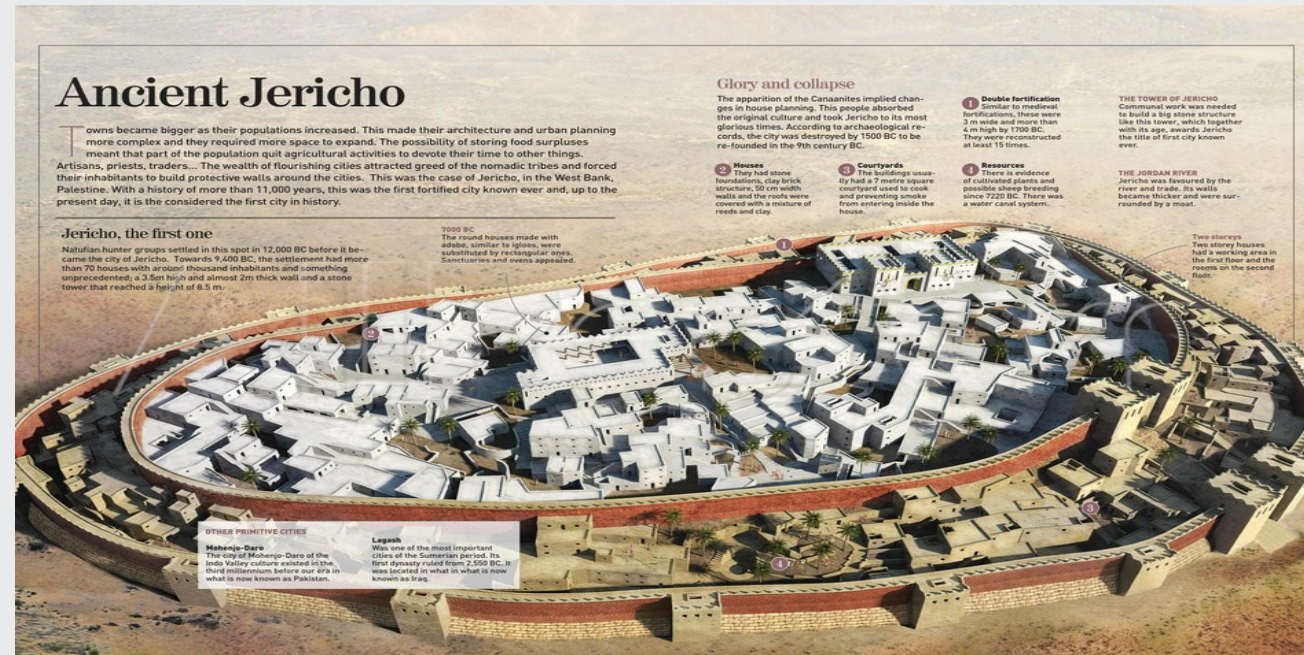 Ancient Jericho
Towns became bigger as their populations increased. This made their architecture and urban planning
more complex and they required more space to expand. The possibility of storing food surpluses
meant that part of the population quit agricultural activities to devote their time to other things.
Artisans, priests, traders... The wealth of flourishing cities attracted greed of the nomadic tribes and forced
their inhabitants to build protective walls around the cities. This was the case of Jericho, in the West Bank,
Palestine. With a history of more than 11,000 years, this was the first fortified city known ever and, up to the
present day, it is the considered the first city in history.
Jericho, the first one
Natufian hunter groups settled in this spot in 12,000 BC before it be-
came the city of Jericho. Towards 9,400 BC, the settlement had more
than 70 houses with around thousand inhabitants and something
unprecedented; a 3.5m high and almost 2m thick wall and a stone
tower that reached a height of 8.5 m.
7000 BC
The round houses made with
adobe, similar to igloos, were
substituted by rectangular ones.
Sanctuaries and ovens appeared.
Glory and collapse
The apparition of the Canaanites implied chan-
ges in house planning. This people absorbed
the original culture and took Jericho to its most
glorious times. According to archaeological re-
cords, the city was destroyed by 1500 BC to be
re-founded in the 9th century BC.
1 Double fortification
Similar to medieval
fortifications, these were
3 m wide and more than
4 m high by 1700 BC.
They were reconstructed
at least 15 times.
THE TOWER OF JERICHO
Communal work was needed
to build a big stone structure
like this tower, which together
with its age, awards Jericho
the title of first city known
ever.
2 Houses
They had stone
foundations, clay brick
structure, 50 cm width
walls and the roofs were
covered with a mixture of
reeds and clay.
3 Courtyards
The buildings usua-
lly had a 7 metre square
courtyard used to cook
and preventing smoke
from entering inside the
house.
4 Resources
There is evidence
of cultivated plants and
possible sheep breeding
since 7220 BC. There was
a water canal system.
THE JORDAN RIVER
Jericho was favoured by the
river and trade. Its walls
became thicker and were sur-
rounded by a moat.
Two storeys
Two storey houses
had a working area in
the first floor and the
rooms on the second
floor.
1
2
3
4
OTHER PRIMITIVE CITIES
Mohenjo-Daro
The city of Mohenjo-Daro of the
Indo Valley culture existed in the
third millennium before our era in
what is now known as Pakistan.
Lagash
Was one of the most important
cities of the Sumerian period. Its
first dynasty ruled from 2,550 BC. It
was located in what in what is now
known as Iraq.